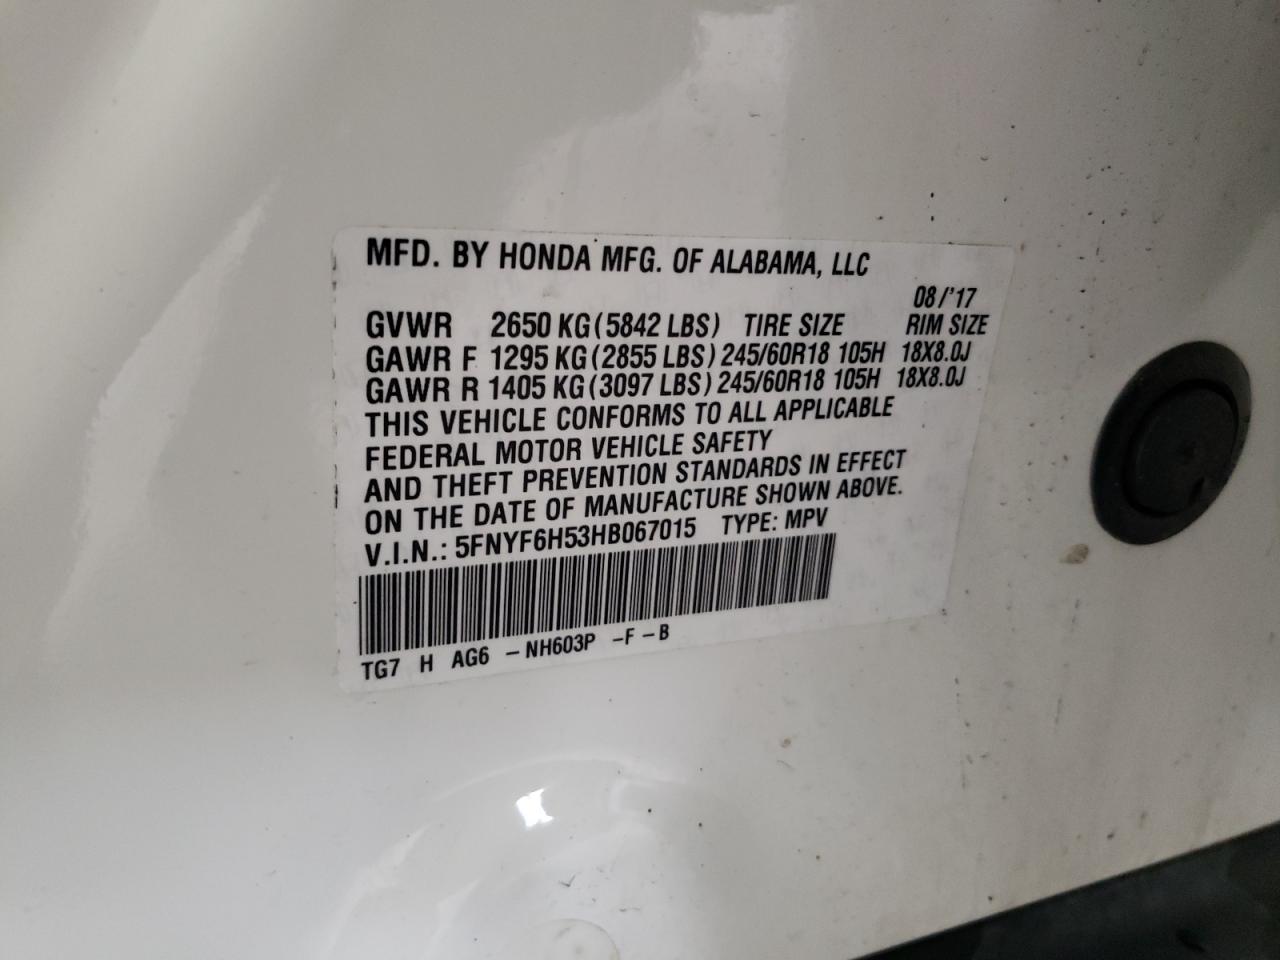 MFD. BY HONDA MFG. OF ALABAMA, LLC
08/'17
GVWR 2650 KG(5842 LBS) TIRE SIZE RIM SIZE
GAWR F 1295 KG(2855 LBS) 245/60R18 105H 18X8.0J
GAWR R 1405 KG(3097 LBS) 245/60R18 105H 18X8.0J
THIS VEHICLE CONFORMS TO ALL APPLICABLE
FEDERAL MOTOR VEHICLE SAFETY
AND THEFT PREVENTION STANDARDS IN EFFECT
ON THE DATE OF MANUFACTURE SHOWN ABOVE.
V.I.N.: 5FNYF6H53HB067015 TYPE: MPV
TG7 H AG6 -NH603P -F-B